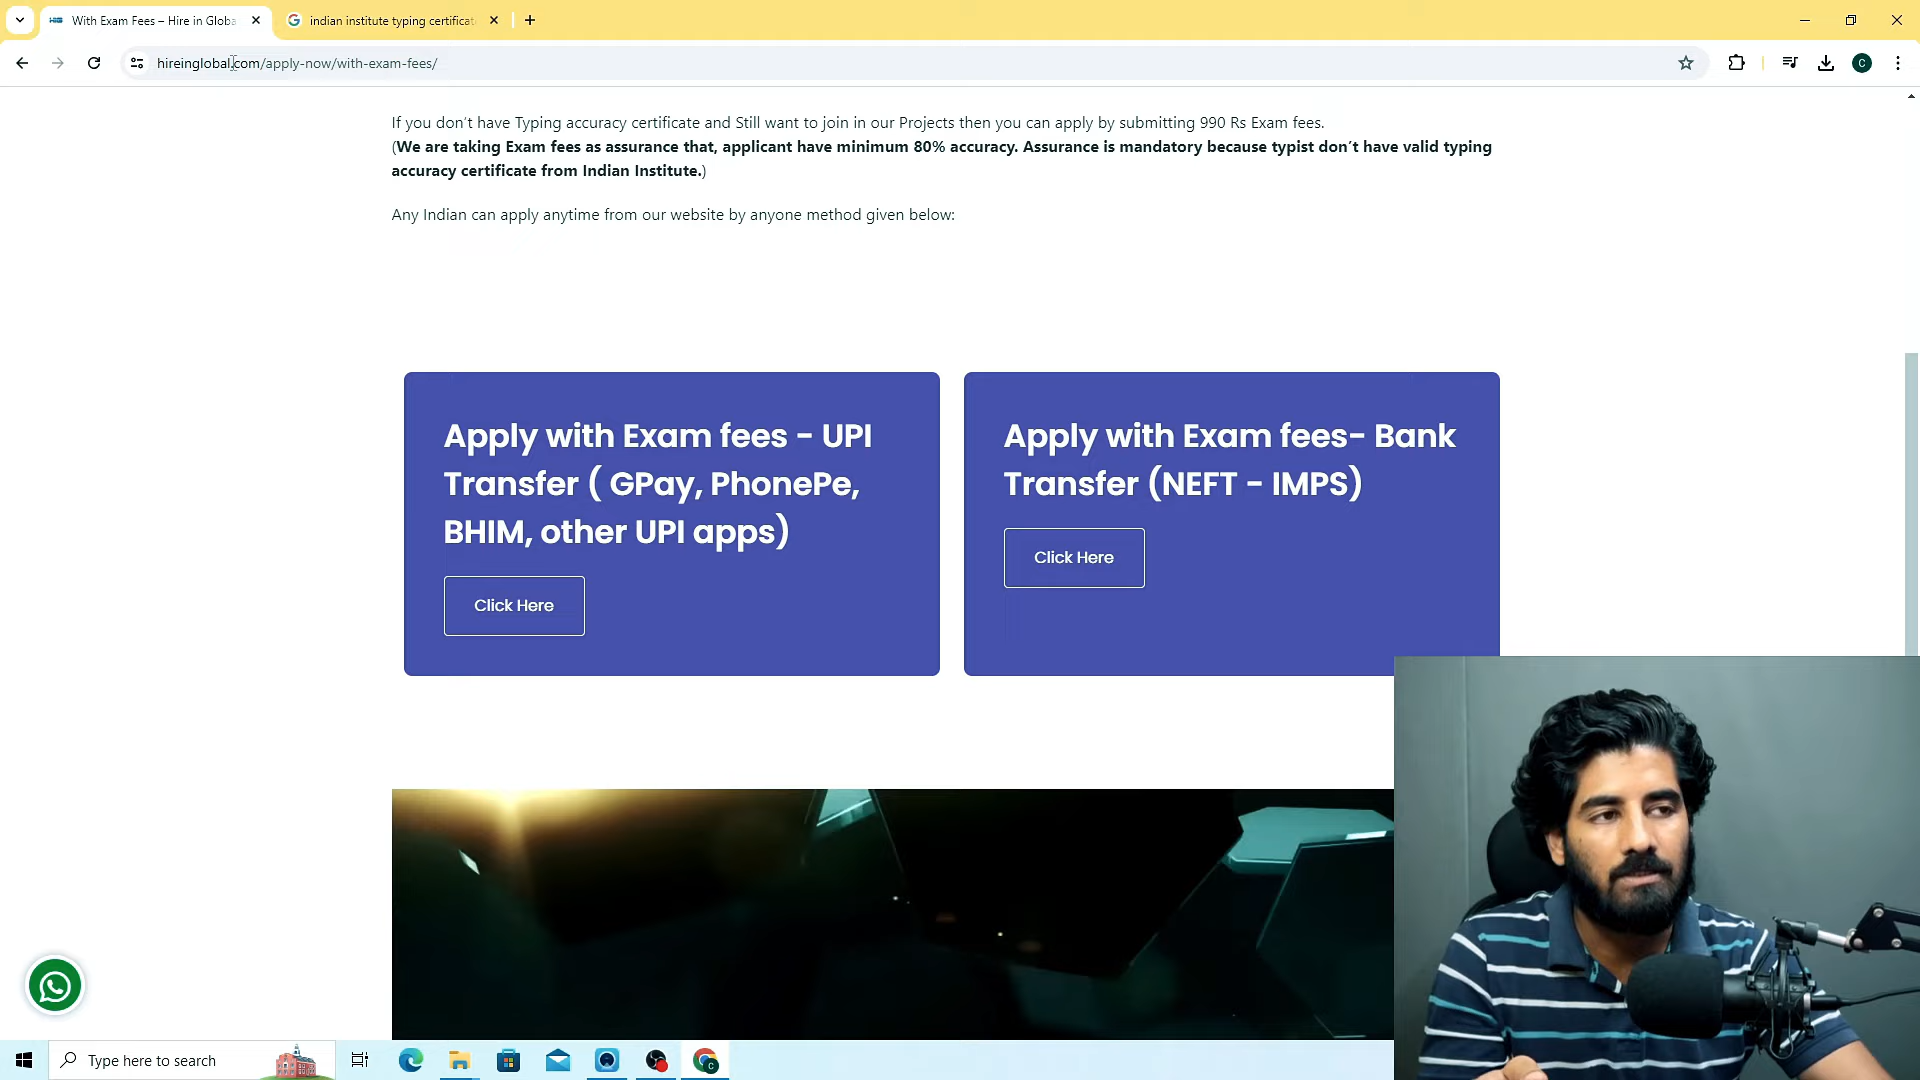 With Exam Fees – Hire in Globa
indian institute typing certificat
hireinglobal.com/apply-now/with-exam-fees/
C
If you don't have Typing accuracy certificate and Still want to join in our Projects then you can apply by submitting 990 Rs Exam fees.
(We are taking Exam fees as assurance that, applicant have minimum 80% accuracy. Assurance is mandatory because typist don't have valid typing
accuracy certificate from Indian Institute.)
Any Indian can apply anytime from our website by anyone method given below:
Apply with Exam fees - UPI
Transfer ( GPay, PhonePe,
BHIM, other UPI apps)
Click Here
Apply with Exam fees- Bank
Transfer (NEFT - IMPS)
Click Here
Type here to search